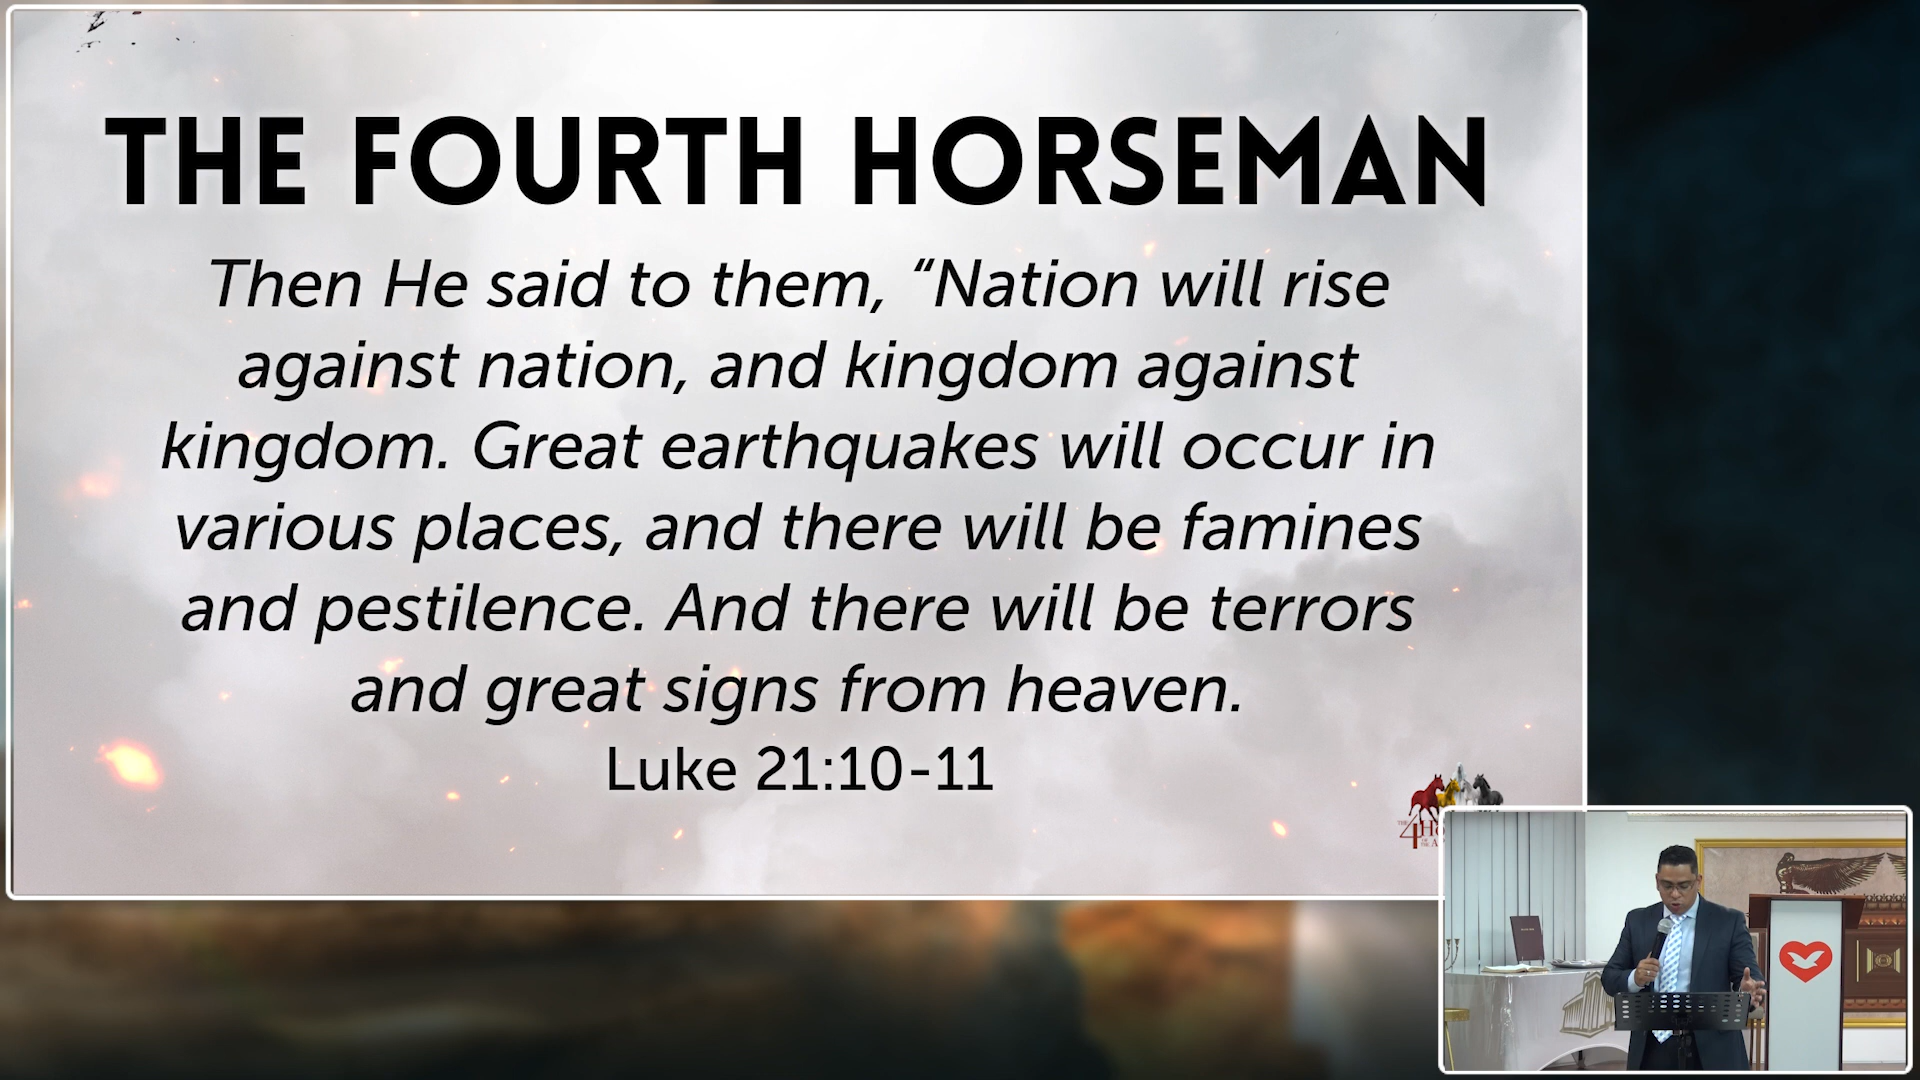 THE FOURTH HORSEMAN
Then He said to them, “Nation will rise
against nation, and kingdom against
kingdom. Great earthquakes will occur in
various places, and there will be famines
and pestilence. And there will be terrors
and great signs from heaven.
Luke 21:10-11
4